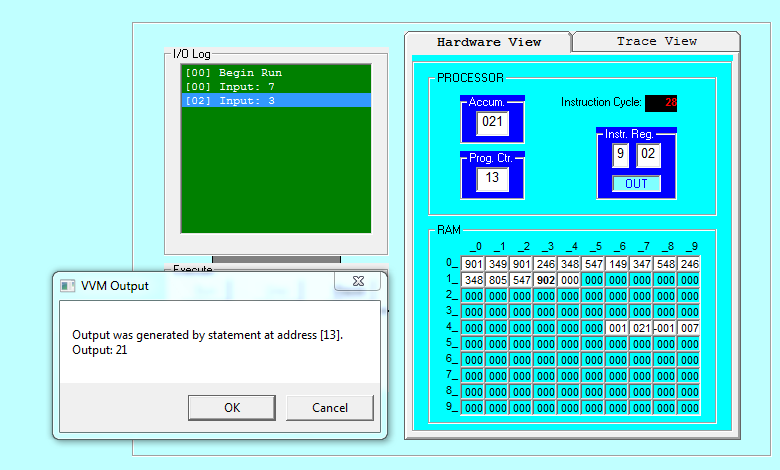 Hardware View
Trace View
I/O Log
[00] Begin Run
[00] Input: 7
[02] Input: 3
PROCESSOR
Accum.
021
Instruction Cycle: 28
Prog. Ctr.
13
Instr. Reg.
9 02
OUT
RAM
_0 _1 _2 _3 _4 _5 _6 _7 _8 _9
0_ 901 349 901 246 348 547 149 347 548 246
1_ 348 805 547 902 000 000 000 000 000 000
2_ 000 000 000 000 000 000 000 000 000 000
3_ 000 000 000 000 000 000 000 000 000 000
4_ 000 000 000 000 000 000 001 021 -001 007
5_ 000 000 000 000 000 000 000 000 000 000
6_ 000 000 000 000 000 000 000 000 000 000
7_ 000 000 000 000 000 000 000 000 000 000
8_ 000 000 000 000 000 000 000 000 000 000
9_ 000 000 000 000 000 000 000 000 000 000
Execute
VVM Output
Output was generated by statement at address [13].
Output: 21
OK
Cancel